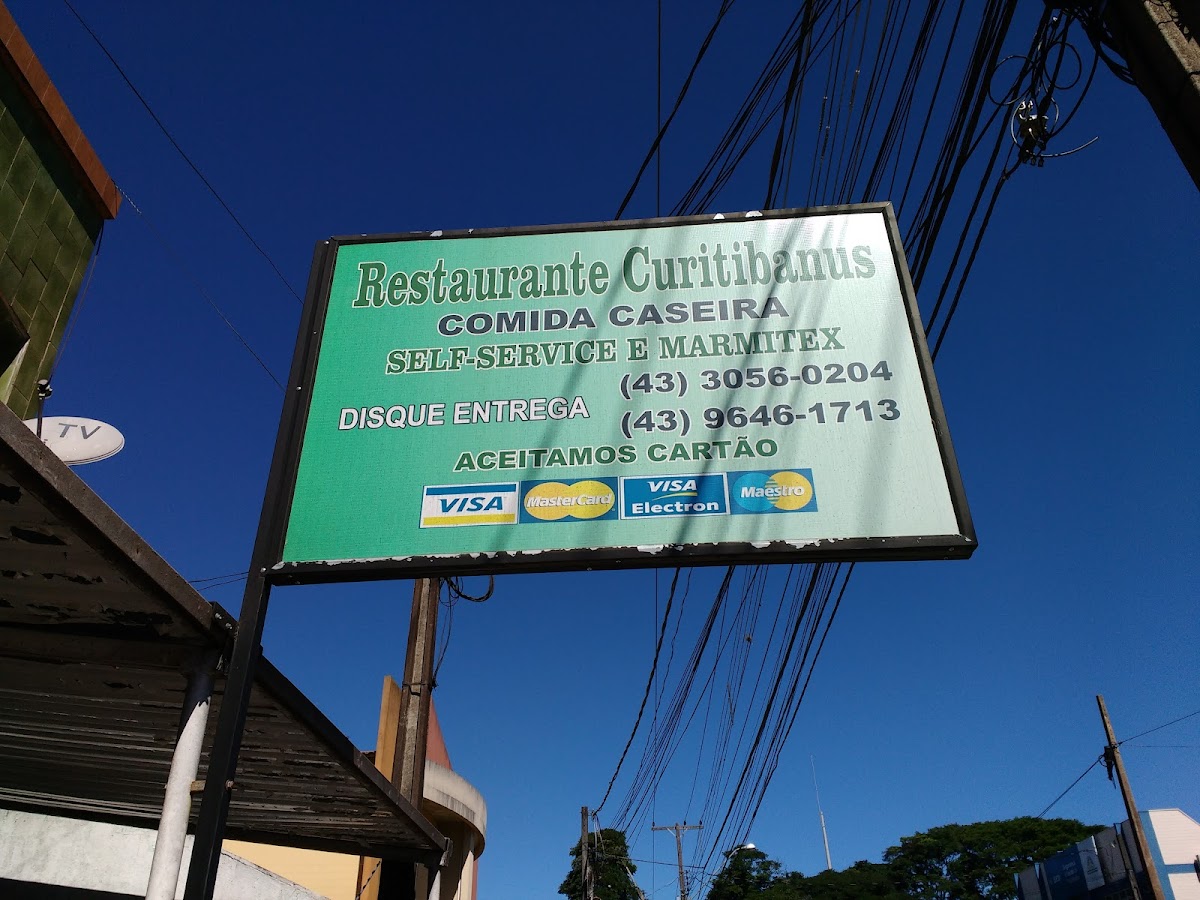 Restaurante Curitibanus
COMIDA CASEIRA
SELF-SERVICE E MARMITEX
DISQUE ENTREGA
(43) 3056-0204
(43) 9646-1713
ACEITAMOS CARTÃO
VISA MasterCard VISA Electron Maestro
TV